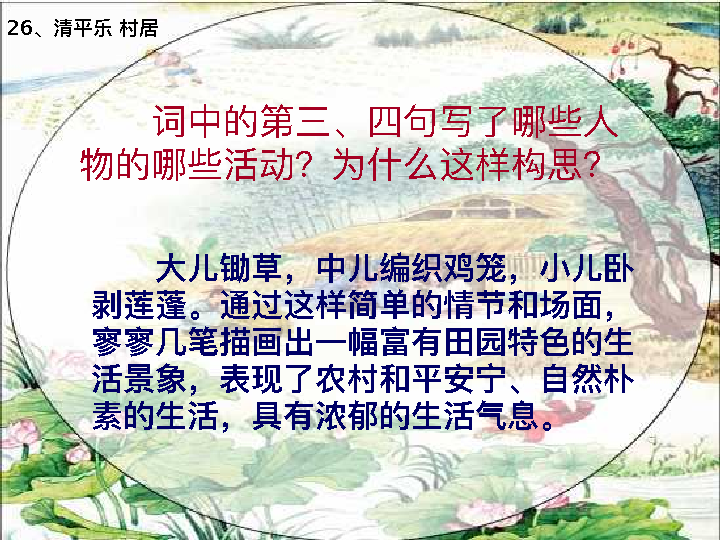 26、清平乐 村居
词中的第三、四句写了哪些人
物的哪些活动？为什么这样构思？
大儿锄草，中儿编织鸡笼，小儿卧
剥莲蓬。通过这样简单的情节和场面，
寥寥几笔描画出一幅富有田园特色的生
活景象，表现了农村和平安宁、自然朴
素的生活，具有浓郁的生活气息。